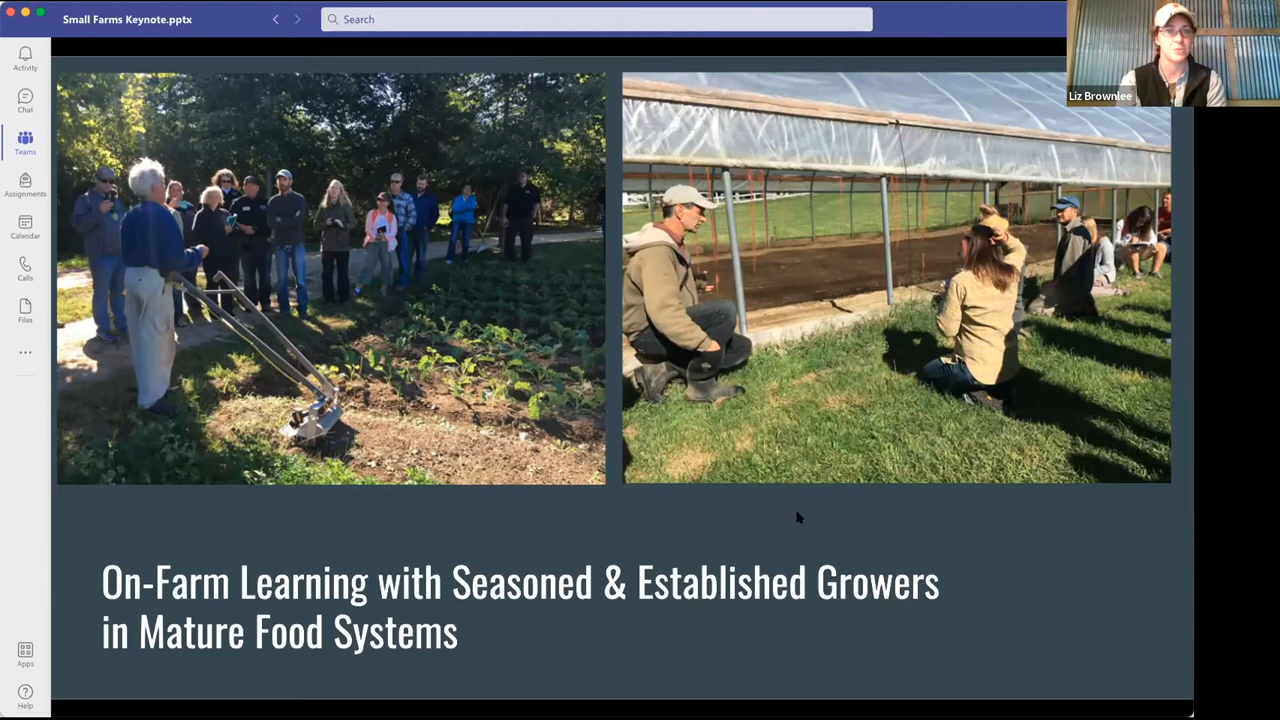 Small Farms Keynote.pptx
Search
Liz Brownlee
Activity
Chat
Teams
Assignments
Calendar
Calls
Files
Apps
Help
On-Farm Learning with Seasoned & Established Growers
in Mature Food Systems